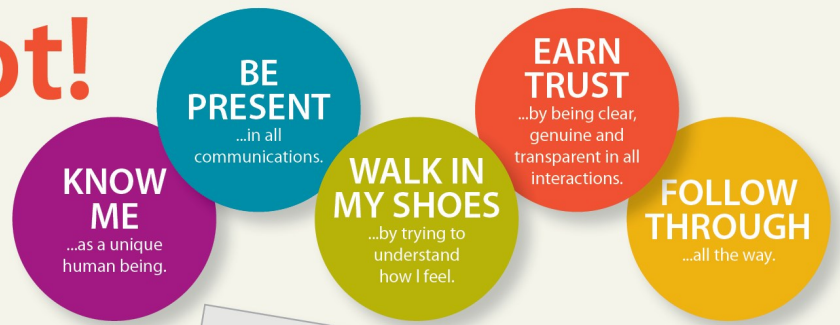 KNOW
ME
...as a unique
human being.
BE
PRESENT
...in all
communications.
WALK IN
MY SHOES
...by trying to
understand
how I feel.
EARN
TRUST
...by being clear,
genuine and
transparent in all
interactions.
FOLLOW
THROUGH
...all the way.